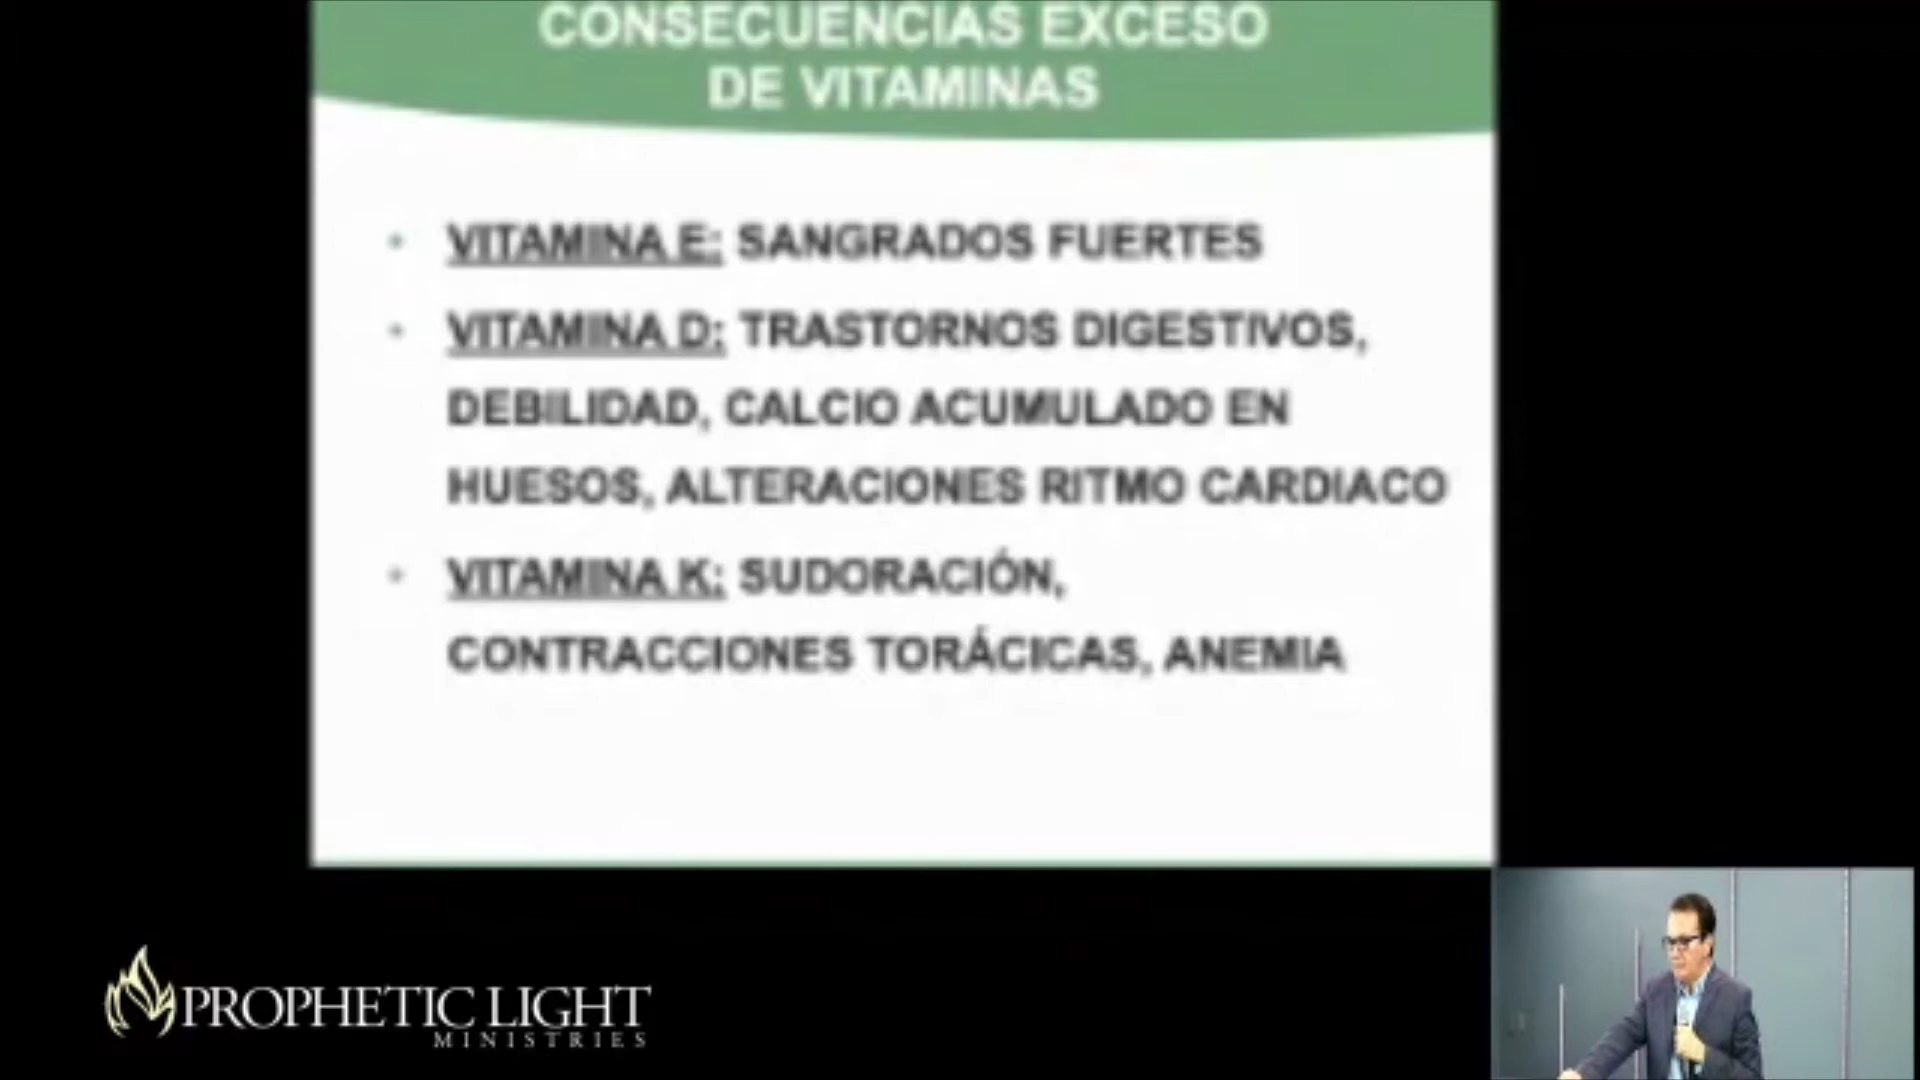 CONSECUENCIAS EXCESO
DE VITAMINAS
• VITAMINA E: SANGRADOS FUERTES
• VITAMINA D: TRASTORNOS DIGESTIVOS,
DEBILIDAD, CALCIO ACUMULADO EN
HUESOS, ALTERACIONES RITMO CARDIACO
• VITAMINA K: SUDORACIÓN,
CONTRACCIONES TORÁCICAS, ANEMIA
PROPHETIC LIGHT
MINISTRIES